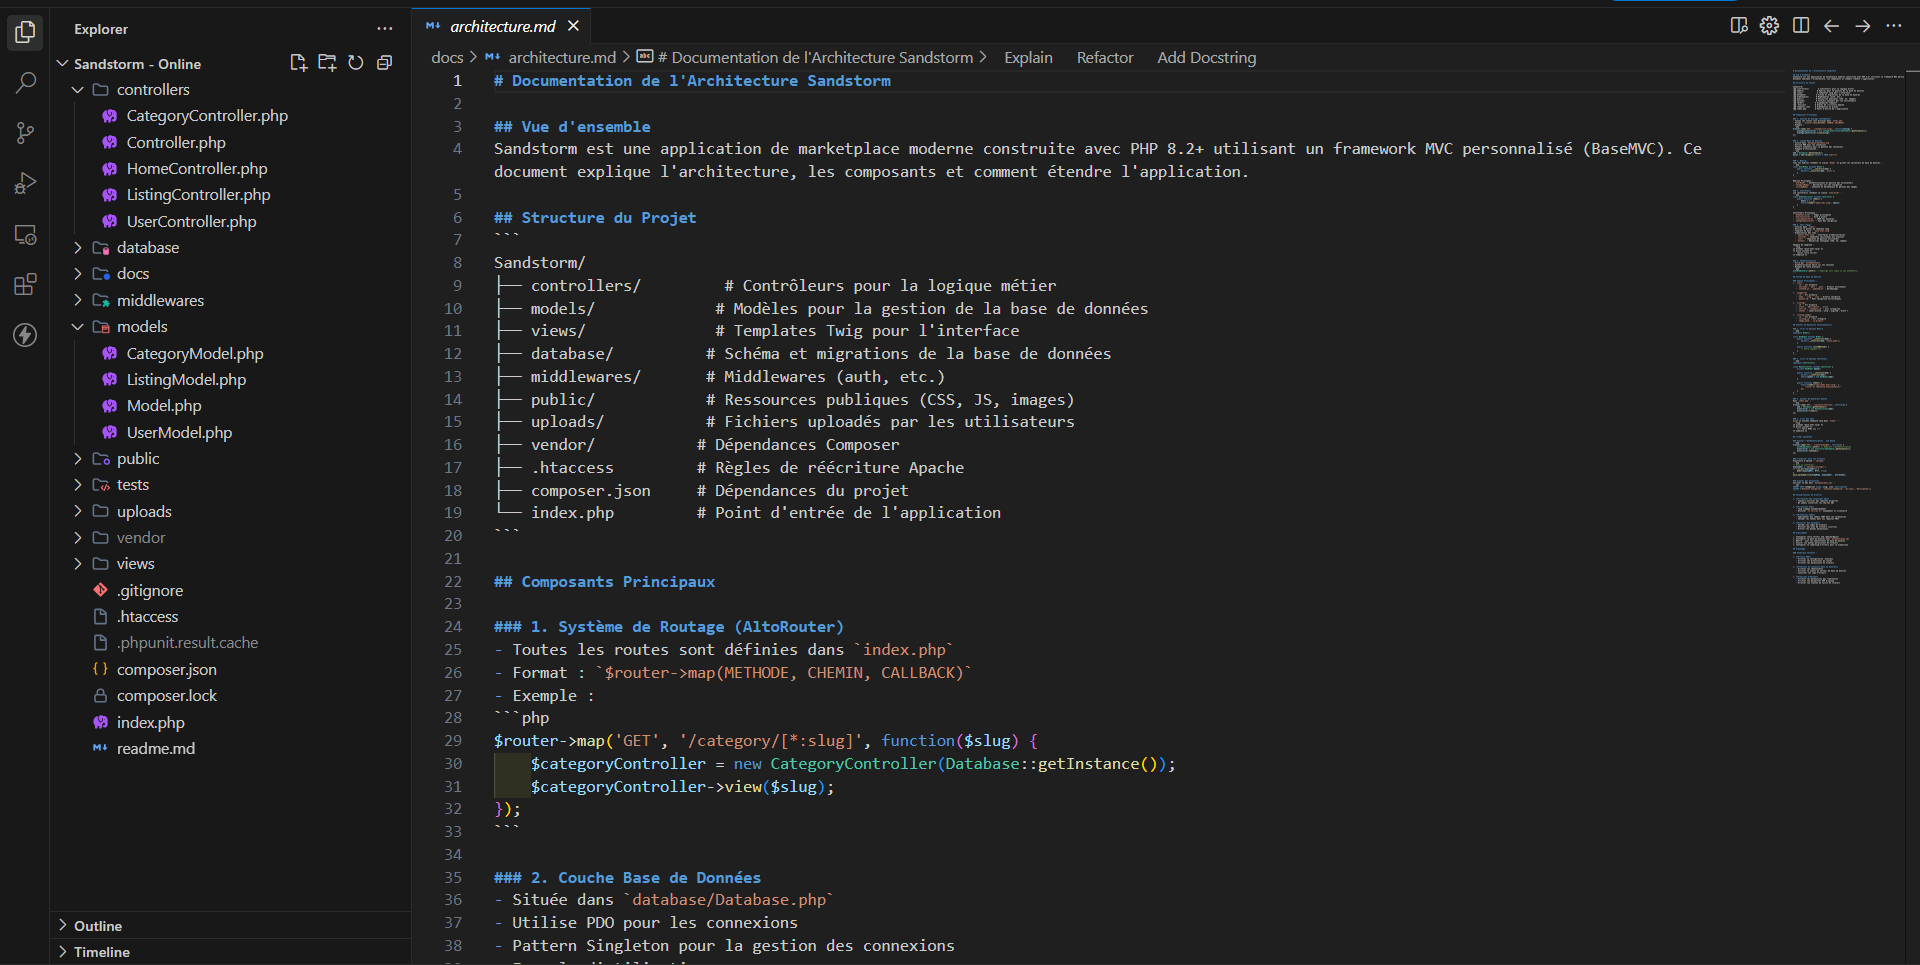 Explorer
Sandstorm - Online
controllers
CategoryController.php
Controller.php
HomeController.php
ListingController.php
UserController.php
database
docs
middlewares
models
CategoryModel.php
ListingModel.php
Model.php
UserModel.php
public
tests
uploads
vendor
views
.gitignore
.htaccess
.phpunit.result.cache
composer.json
composer.lock
index.php
readme.md
Outline
Timeline
architecture.md
docs > architecture.md > # Documentation de l'Architecture Sandstorm > Explain Refactor Add Docstring
1 # Documentation de l'Architecture Sandstorm
2
3 ## Vue d'ensemble
4 Sandstorm est une application de marketplace moderne construite avec PHP 8.2+ utilisant un framework MVC personnalisé (BaseMVC). Ce
document explique l'architecture, les composants et comment étendre l'application.
5
6 ## Structure du Projet
7 ```
8 Sandstorm/
9 ├── controllers/         # Contrôleurs pour la logique métier
10 ├── models/             # Modèles pour la gestion de la base de données
11 ├── views/              # Templates Twig pour l'interface
12 ├── database/          # Schéma et migrations de la base de données
13 ├── middlewares/       # Middlewares (auth, etc.)
14 ├── public/            # Ressources publiques (CSS, JS, images)
15 ├── uploads/           # Fichiers uploadés par les utilisateurs
16 ├── vendor/           # Dépendances Composer
17 ├── .htaccess         # Règles de réécriture Apache
18 ├── composer.json     # Dépendances du projet
19 └── index.php         # Point d'entrée de l'application
20 ```
21
22 ## Composants Principaux
23
24 ### 1. Système de Routage (AltoRouter)
25 - Toutes les routes sont définies dans `index.php`
26 - Format : `$router->map(METHODE, CHEMIN, CALLBACK)`
27 - Exemple :
28 ```php
29 $router->map('GET', '/category/[*:slug]', function($slug) {
30     $categoryController = new CategoryController(Database::getInstance());
31     $categoryController->view($slug);
32 });
33 ```
34
35 ### 2. Couche Base de Données
36 - Située dans `database/Database.php`
37 - Utilise PDO pour les connexions
38 - Pattern Singleton pour la gestion des connexions